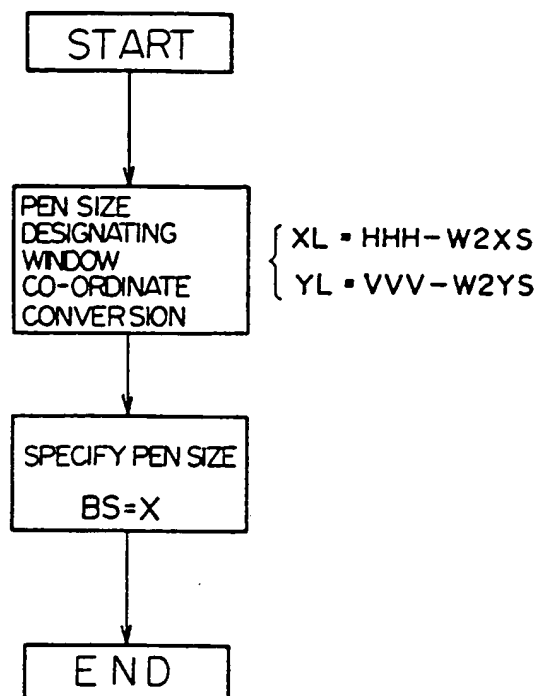 START
PEN SIZE
DESIGNATING
WINDOW
CO-ORDINATE
CONVERSION
XL = HHH-W2XS
YL = VVV-W2YS
SPECIFY PEN SIZE
BS=X
END